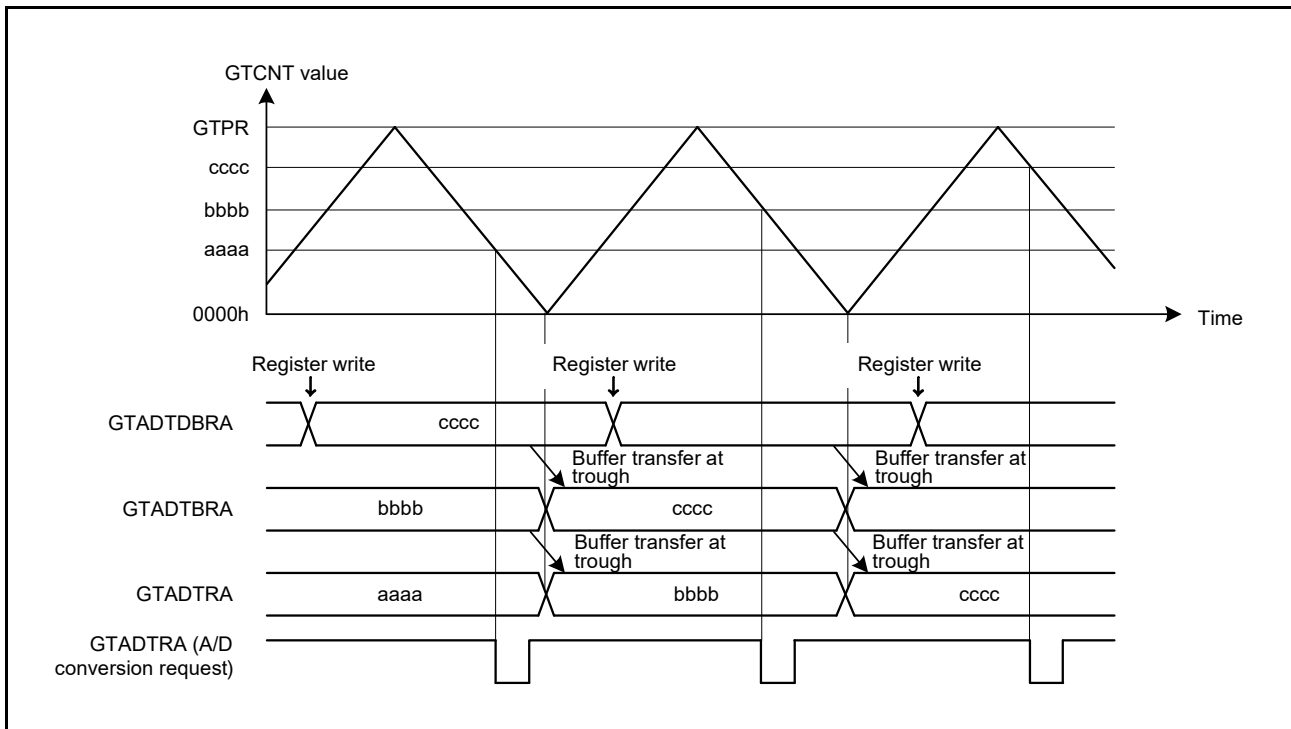 GTCNT value
GTPR
cccc
bbbb
aaaa
0000h
Time
Register write
Register write
Register write
GTADTDBRA
cccc
Buffer transfer at
trough
Buffer transfer at
trough
GTADTBRA
bbbb
cccc
Buffer transfer at
trough
Buffer transfer at
trough
GTADTRA
aaaa
bbbb
cccc
GTADTRA (A/D
conversion request)